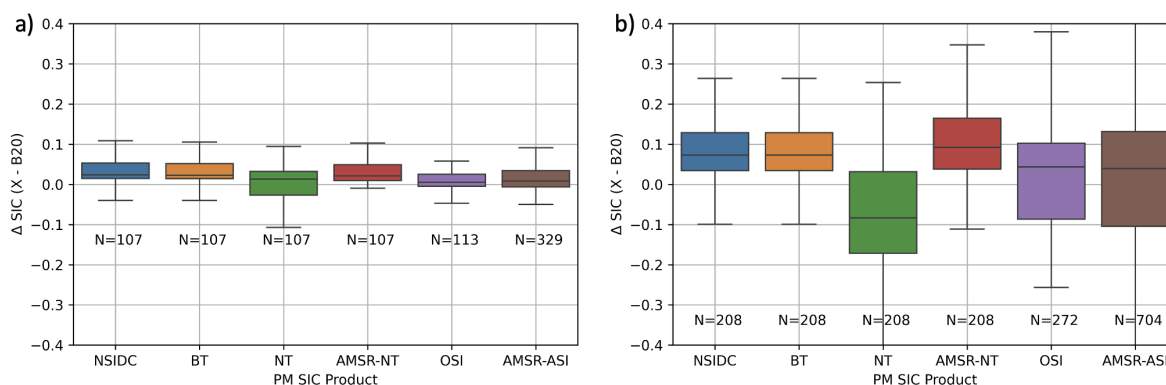 a)
Δ SIC (X - B20)
0.4
0.3
0.2
0.1
0.0
−0.1
−0.2
−0.3
−0.4
N=107 N=107 N=107 N=107 N=113 N=329
NSIDC BT NT AMSR-NT OSI AMSR-ASI
PM SIC Product
b)
Δ SIC (X - B20)
0.4
0.3
0.2
0.1
0.0
−0.1
−0.2
−0.3
−0.4
N=208 N=208 N=208 N=208 N=272 N=704
NSIDC BT NT AMSR-NT OSI AMSR-ASI
PM SIC Product